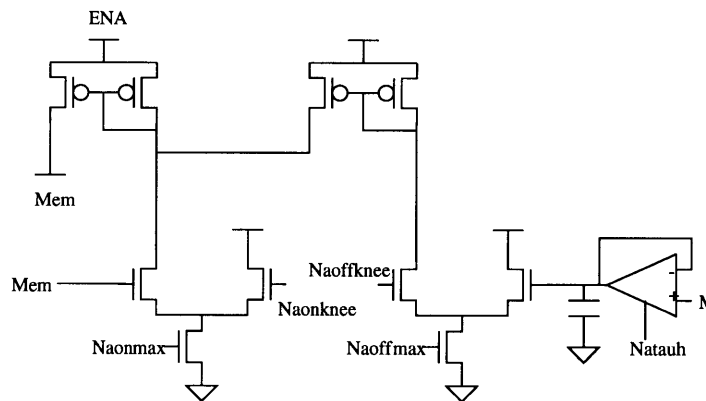 ENA
Mem
Mem
Naonknee
Naonmax
Naoffknee
Naoffmax
Natauh
-
+
M